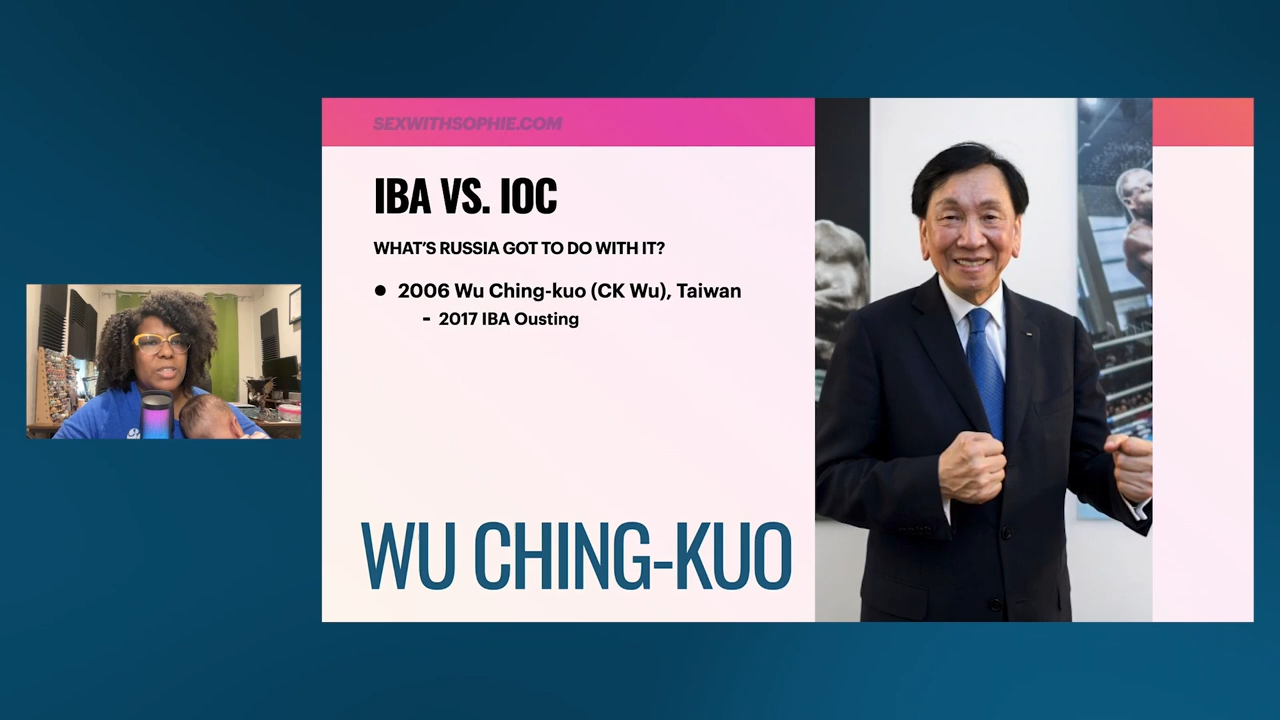 SEXWITHSOPHIE.COM
IBA VS. IOC
WHAT'S RUSSIA GOT TO DO WITH IT?
● 2006 Wu Ching-kuo (CK Wu), Taiwan
- 2017 IBA Ousting
WU CHING-KUO